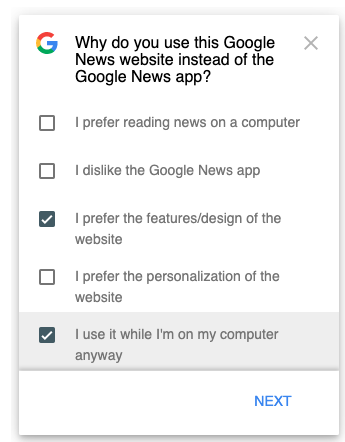 Why do you use this Google
News website instead of the
Google News app?
I prefer reading news on a computer
I dislike the Google News app
I prefer the features/design of the
website
I prefer the personalization of the
website
I use it while I'm on my computer
anyway
NEXT